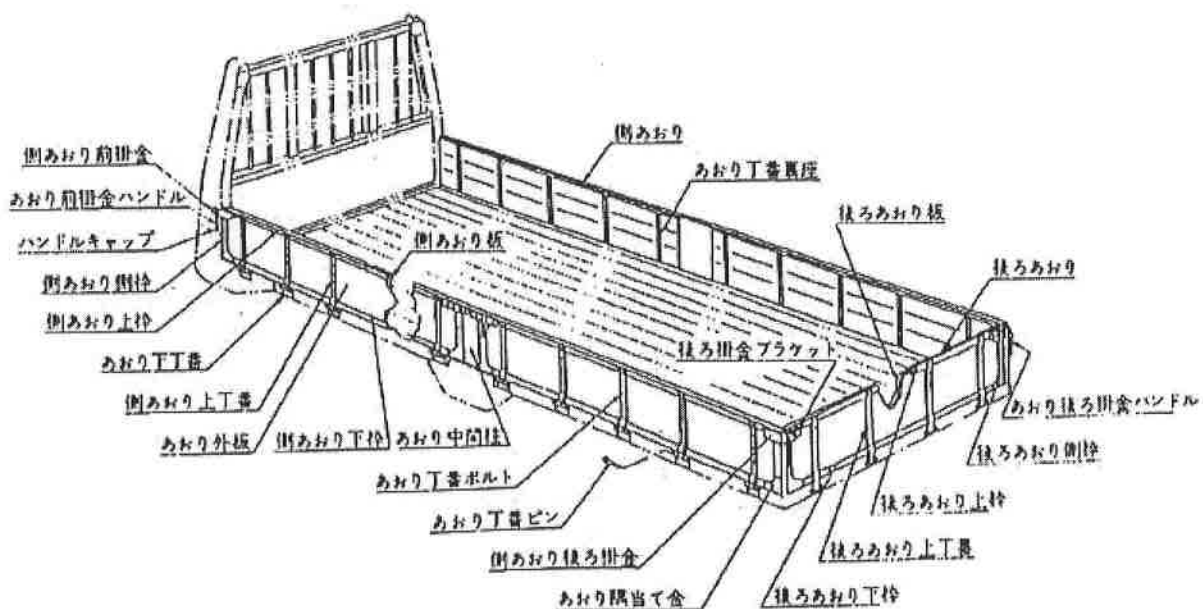 側あおり
側あおり前掛金
あおり丁番裏座
あおり前掛金ハンドル
後ろあおり板
ハンドルキャップ
側あおり板
後ろあおり
側あおり側枠
側あおり上枠
後ろ掛金ブラケット
あおり下丁番
側あおり上丁番
あおり後ろ掛金ハンドル
あおり外板
側あおり下枠
あおり中間柱
後ろあおり側枠
あおり丁番ボルト
後ろあおり上枠
あおり丁番ピン
側あおり後ろ掛金
後ろあおり上丁番
あおり隅当て金
後ろあおり下枠